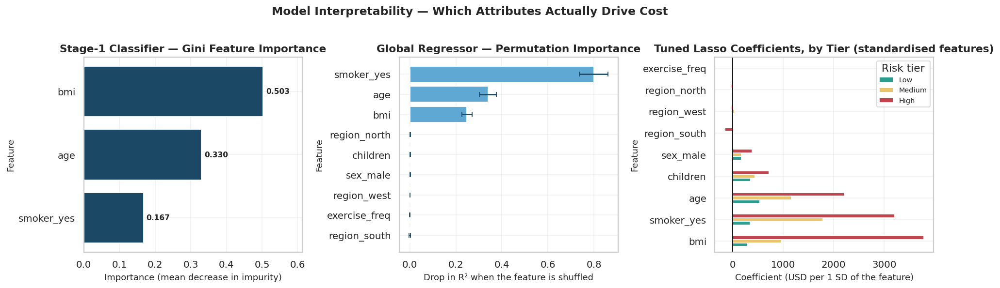 Model Interpretability — Which Attributes Actually Drive Cost
Stage-1 Classifier — Gini Feature Importance
Feature
bmi
age
smoker_yes
0.503
0.330
0.167
0.0 0.1 0.2 0.3 0.4 0.5 0.6
Importance (mean decrease in impurity)
Global Regressor — Permutation Importance
Feature
smoker_yes
age
bmi
region_north
children
sex_male
region_west
exercise_freq
region_south
0.0 0.2 0.4 0.6 0.8
Drop in R² when the feature is shuffled
Tuned Lasso Coefficients, by Tier (standardised features)
Feature
exercise_freq
region_north
region_west
region_south
sex_male
children
age
smoker_yes
bmi
Risk tier
Low
Medium
High
0 1000 2000 3000
Coefficient (USD per 1 SD of the feature)